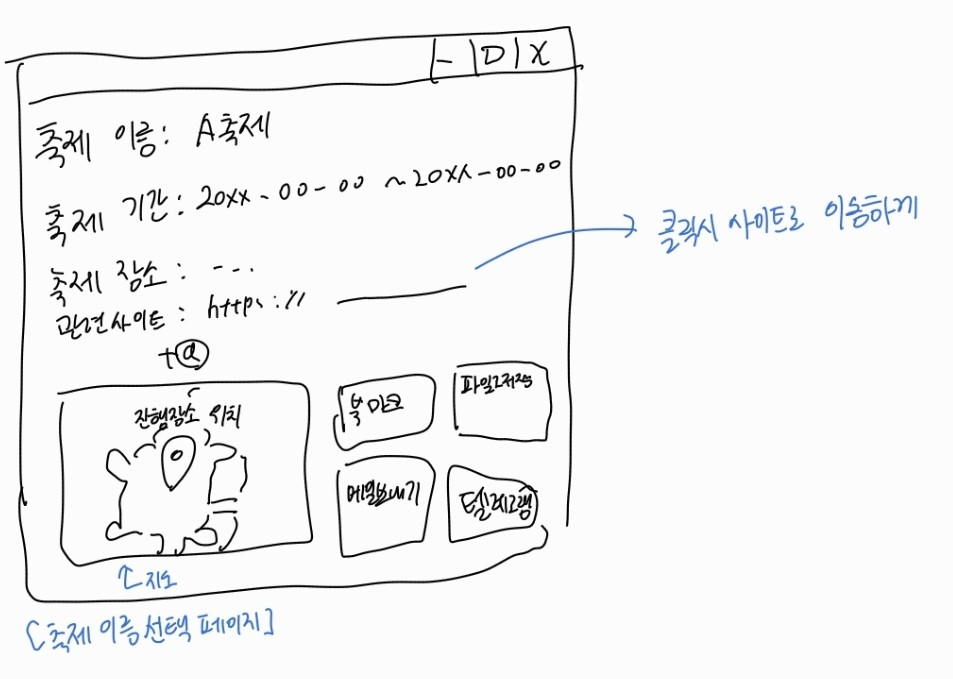 - D X
축제 이름: A축제
축제 기간: 20xx-00-00 ~20xx-00-00
축제 장소 : ---
관련사이트 : https://
클릭시 사이트로 이동하게
+@
진행장소 위치
북마크
파일로저장
메일보내기
텔레그램
지도
[축제 이름 선택 페이지]